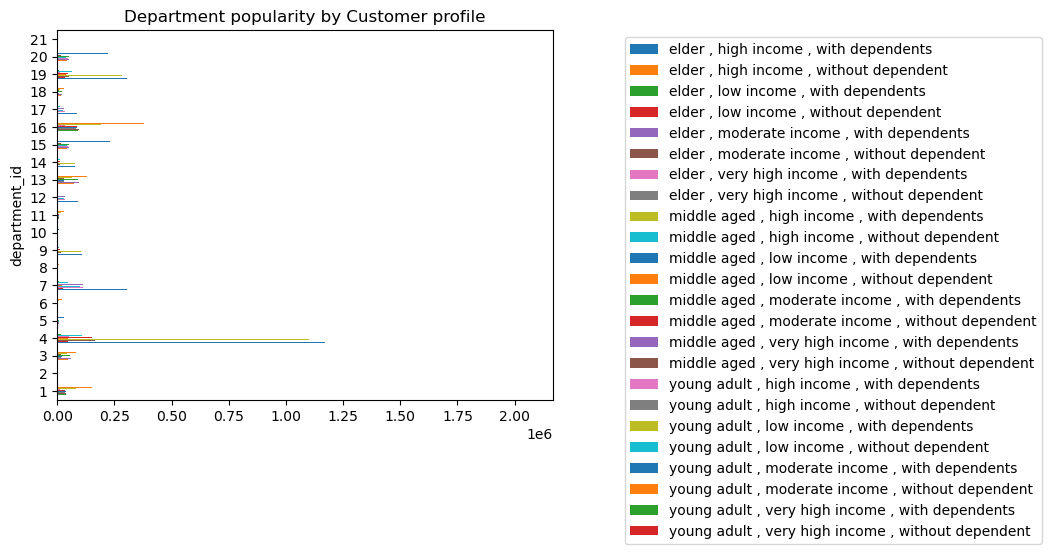 Department popularity by Customer profile
department_id
21
20
19
18
17
16
15
14
13
12
11
10
9
8
7
6
5
4
3
2
1
0.00
0.25
0.50
0.75
1.00
1.25
1.50
1.75
2.00
1e6
elder , high income , with dependents
elder , high income , without dependent
elder , low income , with dependents
elder , low income , without dependent
elder , moderate income , with dependents
elder , moderate income , without dependent
elder , very high income , with dependents
elder , very high income , without dependent
middle aged , high income , with dependents
middle aged , high income , without dependent
middle aged , low income , with dependents
middle aged , low income , without dependent
middle aged , moderate income , with dependents
middle aged , moderate income , without dependent
middle aged , very high income , with dependents
middle aged , very high income , without dependent
young adult , high income , with dependents
young adult , high income , without dependent
young adult , low income , with dependents
young adult , low income , without dependent
young adult , moderate income , with dependents
young adult , moderate income , without dependent
young adult , very high income , with dependents
young adult , very high income , without dependent